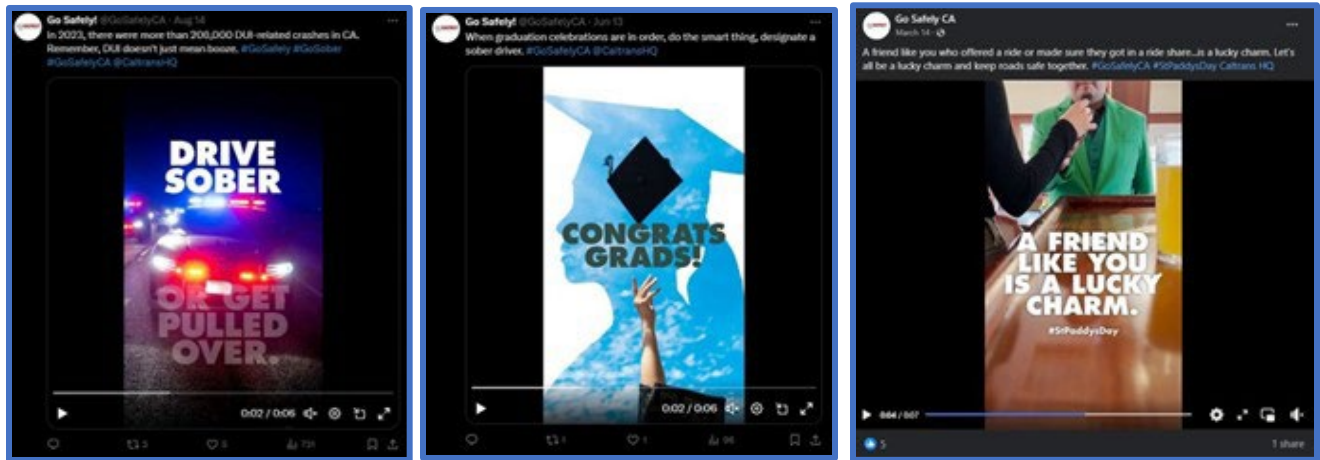 Go Safely! @GoSafelyCA · Aug 14
In 2023, there were more than 200,000 DUI-related crashes in CA.
Remember, DUI doesn't just mean booze. #GoSafely #GoSober
#GoSafelyCA @CaltransHQ
DRIVE
SOBER
OR GET
PULLED
OVER.
0:02 / 0:06
Go Safely! @GoSafelyCA · Jun 13
When graduation celebrations are in order, do the smart thing, designate a
sober driver. #GoSafelyCA @CaltransHQ
CONGRATS
GRADS!
0:02 / 0:06
Go Safely CA
March 14 ·
A friend like you who offered a ride or made sure they got in a ride share...is a lucky charm. Let's
all be a lucky charm and keep roads safe together. #GoSafelyCA #StPaddysDay Caltrans HQ
A FRIEND
LIKE YOU
IS A LUCKY
CHARM.
#StPaddysDay
0:04 / 0:07
5
1 share